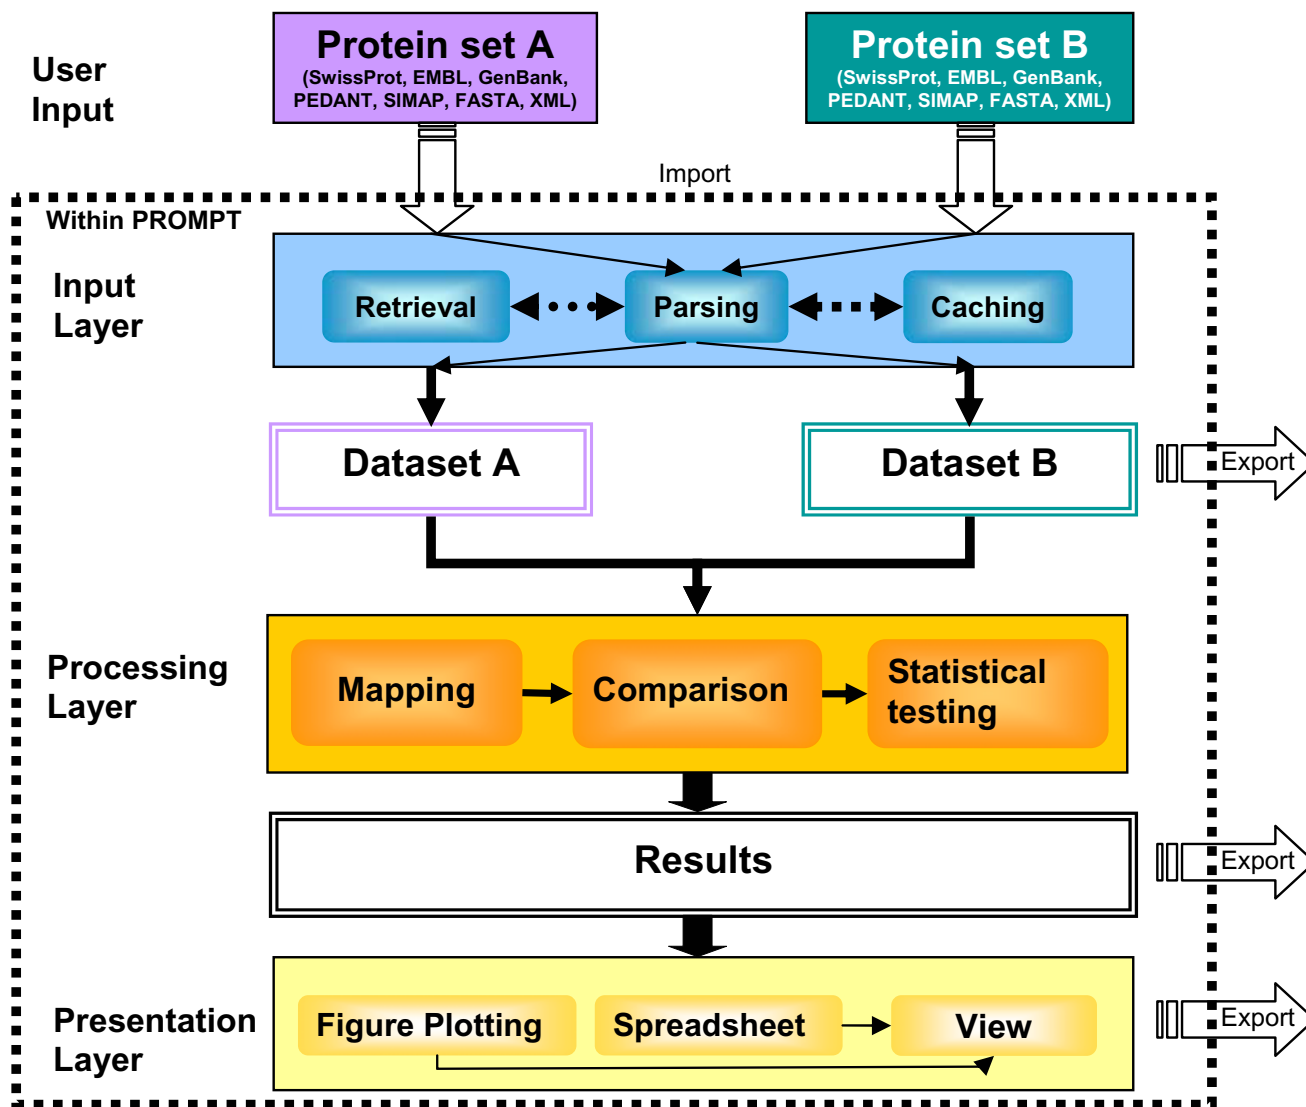 User
Input
Protein set A
(SwissProt, EMBL, GenBank,
PEDANT, SIMAP, FASTA, XML)
Protein set B
(SwissProt, EMBL, GenBank,
PEDANT, SIMAP, FASTA, XML)
Import
Within PROMPT
Input
Layer
Retrieval
Parsing
Caching
Dataset A
Dataset B
Export
Processing
Layer
Mapping
Comparison
Statistical
testing
Results
Export
Presentation
Layer
Figure Plotting
Spreadsheet
View
Export